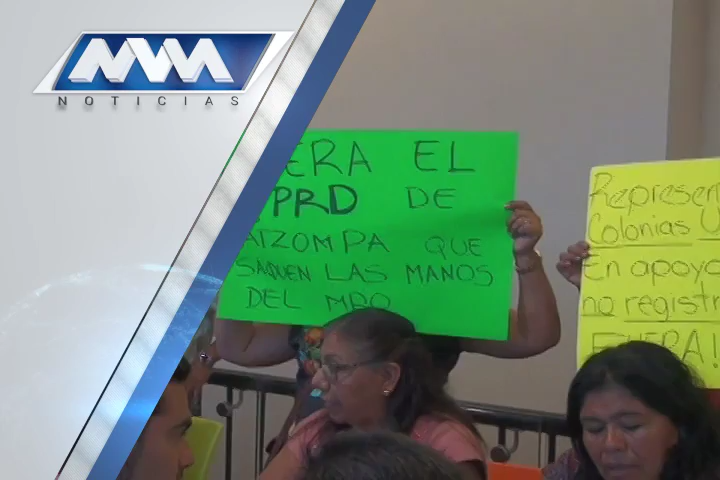 NVM
NOTICIAS
ERA EL
PRD DE
ATZOMPA QUE
SAQUEN LAS MANOS
DEL MPO
Represen
Colonias U
En apoyo
no registr
FUERA!